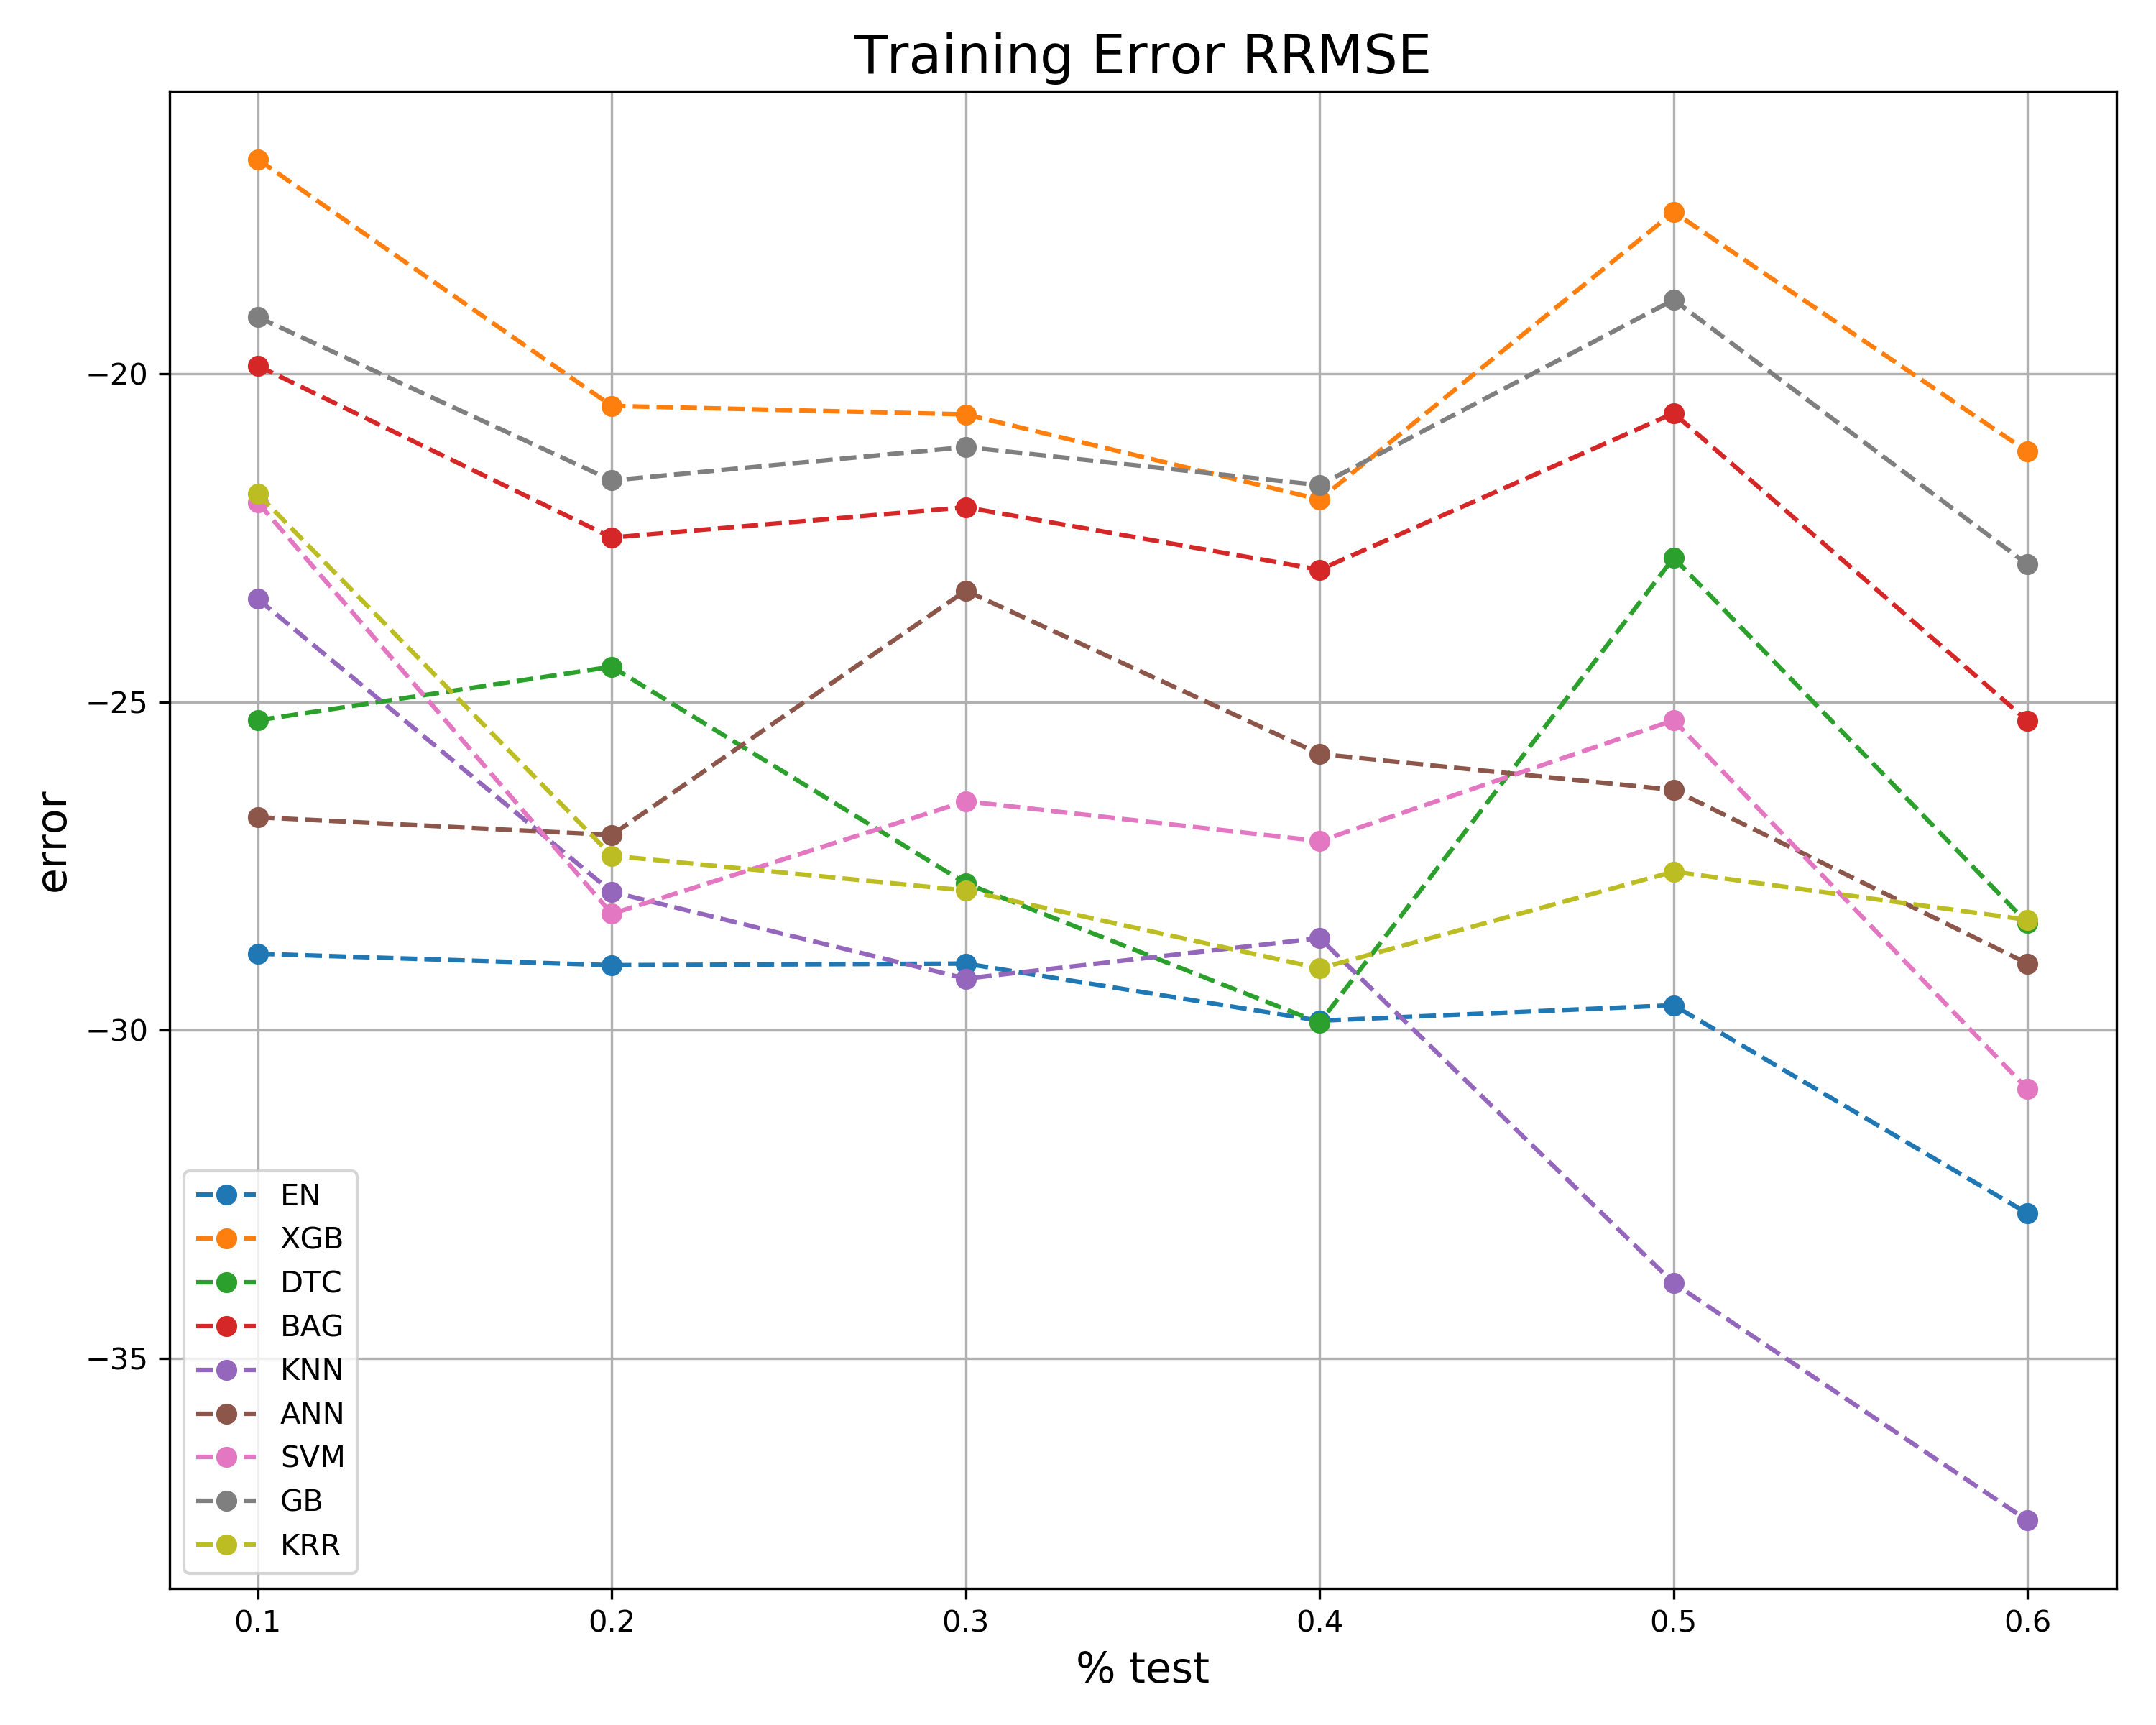 Training Error RRMSE
error
−20
−25
−30
−35
EN
XGB
DTC
BAG
KNN
ANN
SVM
GB
KRR
0.1 0.2 0.3 0.4 0.5 0.6
% test